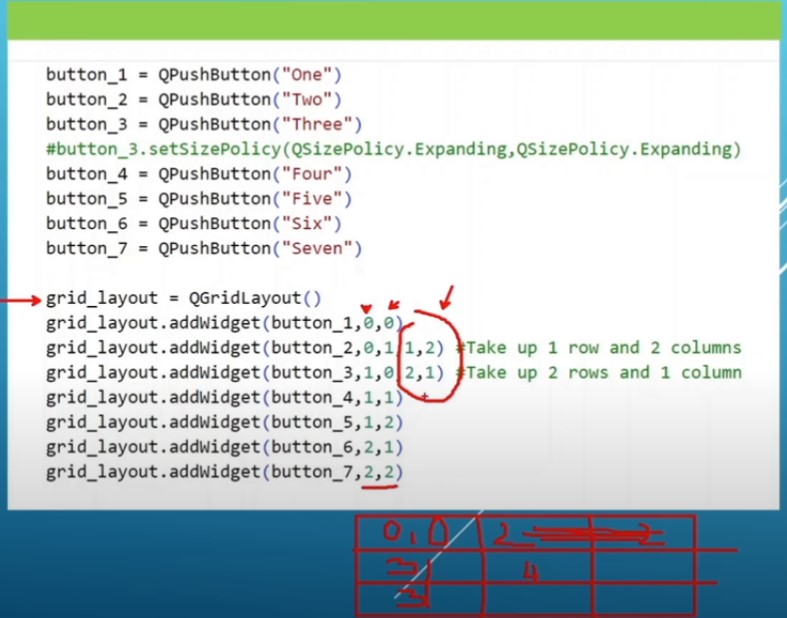 button_1 = QPushButton("One")
button_2 = QPushButton("Two")
button_3 = QPushButton("Three")
#button_3.setSizePolicy(QSizePolicy.Expanding,QSizePolicy.Expanding)
button_4 = QPushButton("Four")
button_5 = QPushButton("Five")
button_6 = QPushButton("Six")
button_7 = QPushButton("Seven")
grid_layout = QGridLayout()
grid_layout.addWidget(button_1,0,0)
grid_layout.addWidget(button_2,0,1,1,2) #Take up 1 row and 2 columns
grid_layout.addWidget(button_3,1,0,2,1) #Take up 2 rows and 1 column
grid_layout.addWidget(button_4,1,1)
grid_layout.addWidget(button_5,1,2)
grid_layout.addWidget(button_6,2,1)
grid_layout.addWidget(button_7,2,2)
0,0 2 2
3 4
3